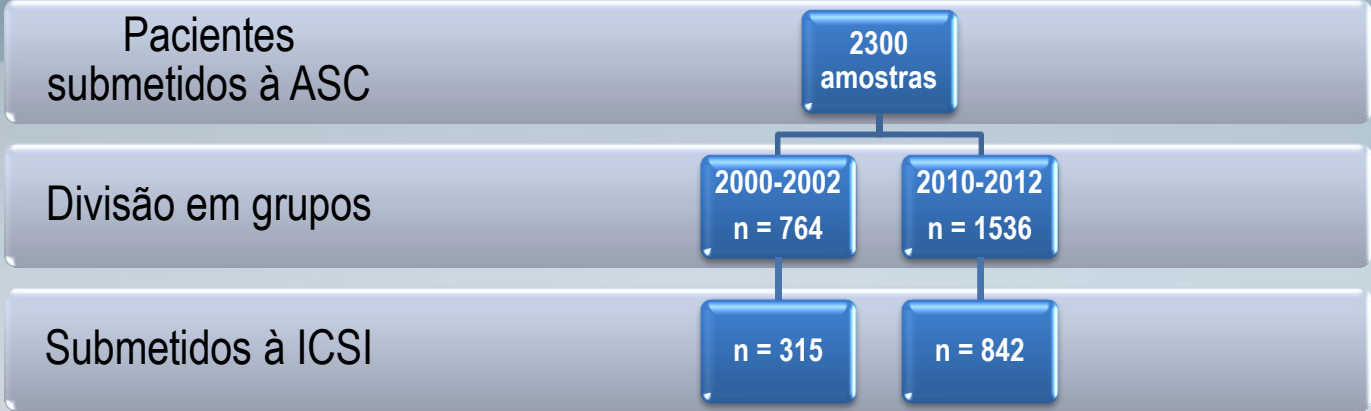 Pacientes
submetidos à ASC
2300
amostras
Divisão em grupos
2000-2002
n = 764
2010-2012
n = 1536
Submetidos à ICSI
n = 315
n = 842